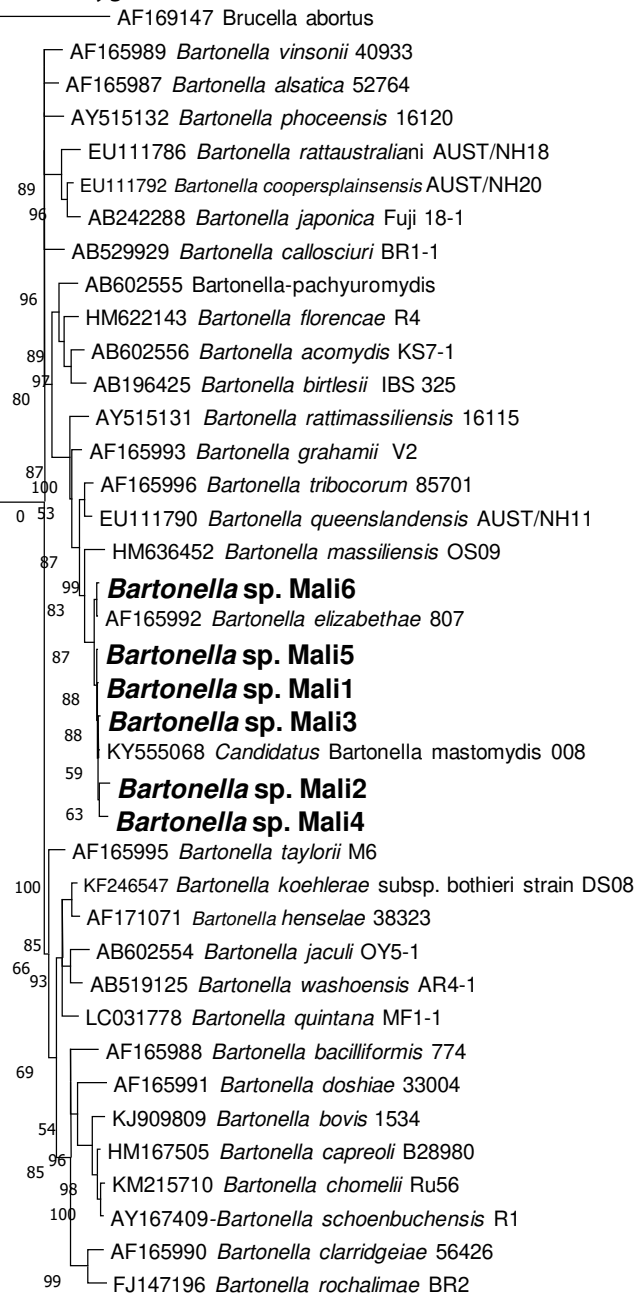 AF169147 Brucella abortus
AF165989 Bartonella vinsonii 40933
AF165987 Bartonella alsatica 52764
AY515132 Bartonella phoceensis 16120
EU111786 Bartonella rattaustraliani AUST/NH18
89
EU111792 Bartonella coopersplainsensis AUST/NH20
96
AB242288 Bartonella japonica Fuji 18-1
AB529929 Bartonella callosciuri BR1-1
AB602555 Bartonella-pachyuromydis
96
HM622143 Bartonella florencae R4
89
AB602556 Bartonella acomydis KS7-1
97
AB196425 Bartonella birtlesii IBS 325
80
AY515131 Bartonella rattimassiliensis 16115
AF165993 Bartonella grahamii V2
87
100
AF165996 Bartonella tribocorum 85701
0
53
EU111790 Bartonella queenslandensis AUST/NH11
HM636452 Bartonella massiliensis OS09
87
99
Bartonella sp. Mali6
83
AF165992 Bartonella elizabethae 807
87
Bartonella sp. Mali5
88
Bartonella sp. Mali1
Bartonella sp. Mali3
88
KY555068 Candidatus Bartonella mastomydis 008
59
Bartonella sp. Mali2
63
Bartonella sp. Mali4
AF165995 Bartonella taylorii M6
100
KF246547 Bartonella koehlerae subsp. bothieri strain DS08
AF171071 Bartonella henselae 38323
85
AB602554 Bartonella jaculi OY5-1
66
93
AB519125 Bartonella washoensis AR4-1
LC031778 Bartonella quintana MF1-1
AF165988 Bartonella bacilliformis 774
69
AF165991 Bartonella doshiae 33004
KJ909809 Bartonella bovis 1534
54
HM167505 Bartonella capreoli B28980
96
85
KM215710 Bartonella chomelii Ru56
98
100
AY167409-Bartonella schoenbuchensis R1
AF165990 Bartonella clarridgeiae 56426
99
FJ147196 Bartonella rochalimae BR2